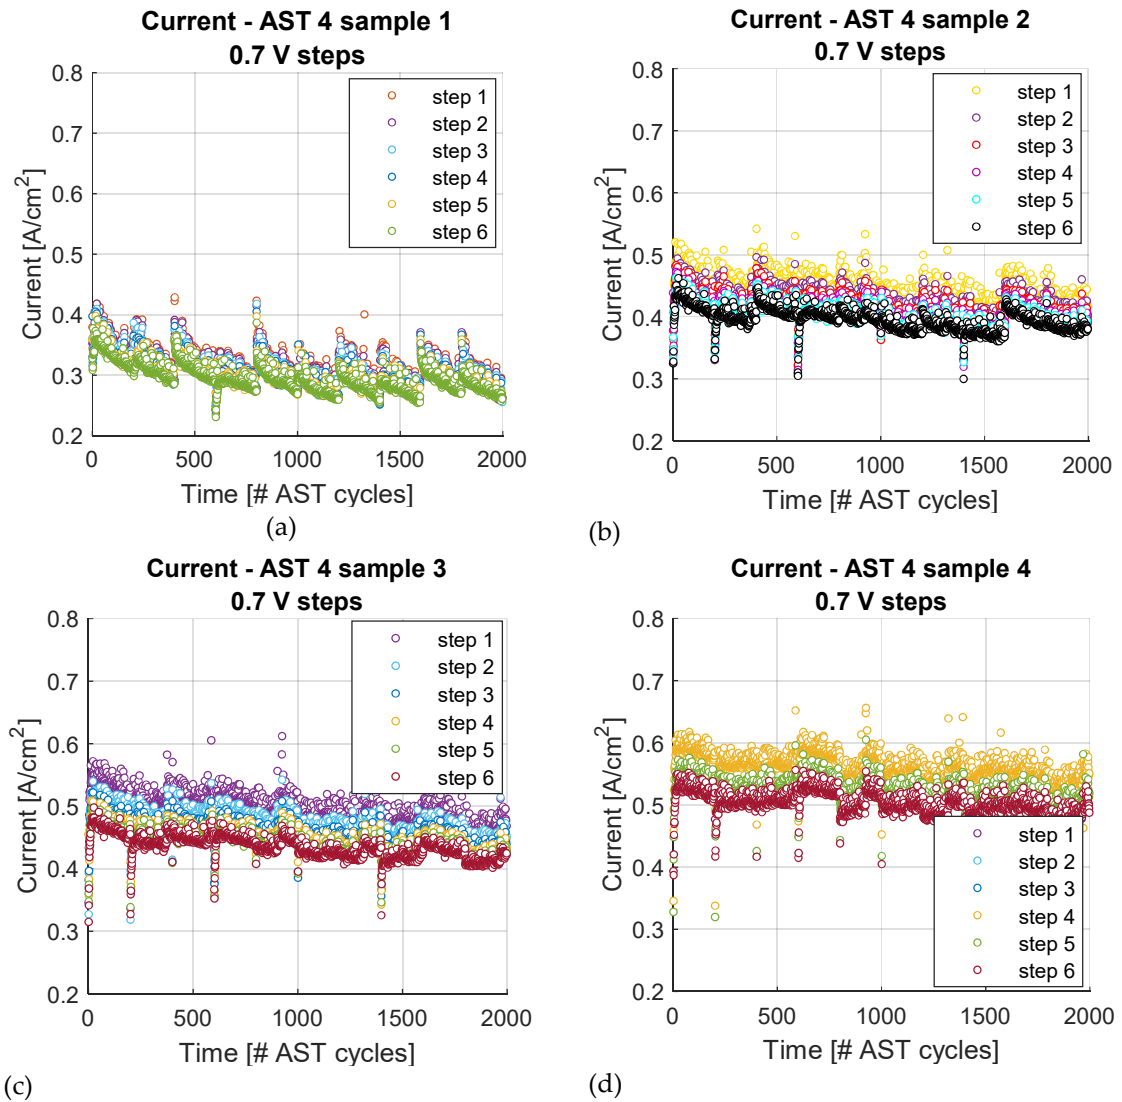 Current - AST 4 sample 1
0.7 V steps
0.8
0.7
0.6
0.5
0.4
0.3
0.2
Current [A/cm²]
step 1
step 2
step 3
step 4
step 5
step 6
0
500
1000
1500
2000
Time [# AST cycles]
(a)
Current - AST 4 sample 2
0.7 V steps
0.8
0.7
0.6
0.5
0.4
0.3
0.2
Current [A/cm²]
step 1
step 2
step 3
step 4
step 5
step 6
0
500
1000
1500
2000
Time [# AST cycles]
(b)
Current - AST 4 sample 3
0.7 V steps
0.8
0.7
0.6
0.5
0.4
0.3
0.2
Current [A/cm²]
step 1
step 2
step 3
step 4
step 5
step 6
0
500
1000
1500
2000
Time [# AST cycles]
(c)
Current - AST 4 sample 4
0.7 V steps
0.8
0.7
0.6
0.5
0.4
0.3
0.2
Current [A/cm²]
step 1
step 2
step 3
step 4
step 5
step 6
0
500
1000
1500
2000
Time [# AST cycles]
(d)